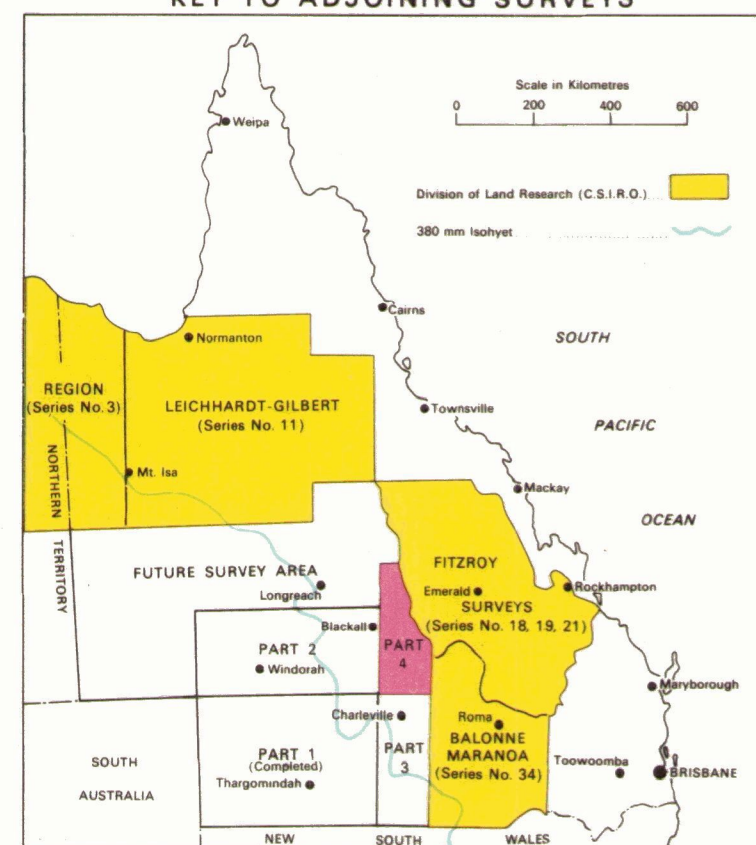 KEY TO ADJOINING SURVEYS
Scale in Kilometres
0 200 400 600
Weipa
Division of Land Research (C.S.I.R.O.)
380 mm Isohyet
Cairns
Normanton
SOUTH
REGION
(Series No. 3)
LEICHHARDT-GILBERT
(Series No. 11)
Townsville
PACIFIC
NORTHERN
TERRITORY
Mt. Isa
Mackay
OCEAN
FITZROY
FUTURE SURVEY AREA
Longreach
Emerald
Rockhampton
SURVEYS
(Series No. 18, 19, 21)
Blackall
PART 2
PART
4
Windorah
Maryborough
Charleville
Roma
PART 1
(Completed)
PART
3
BALONNE
MARANOA
(Series No. 34)
SOUTH
AUSTRALIA
Toowoomba
BRISBANE
Thargomindah
NEW SOUTH WALES